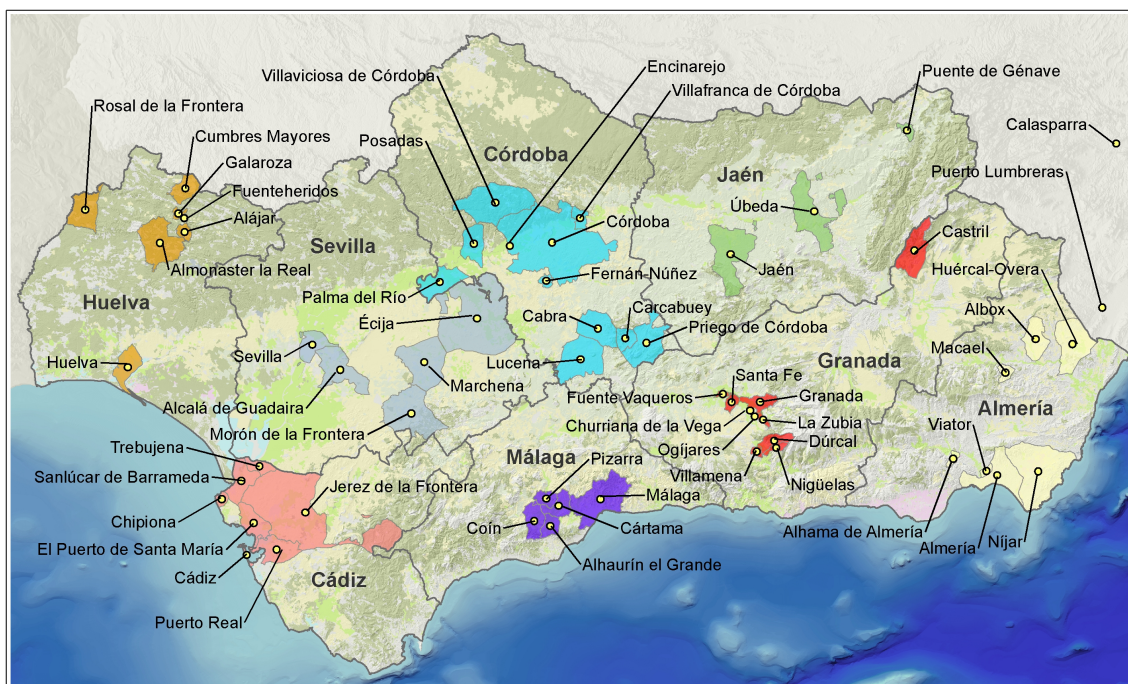 Encinarejo
Villaviciosa de Córdoba
Puente de Génave
Villafranca de Córdoba
Rosal de la Frontera
Calasparra
Cumbres Mayores
Posadas
Córdoba
Galaroza
Jaén
Puerto Lumbreras
Fuenteheridos
Úbeda
Alájar
Córdoba
Castril
Sevilla
Almonaster la Real
Jaén
Huércal-Overa
Fernán-Núñez
Huelva
Palma del Río
Carcabuey
Albox
Écija
Cabra
Priego de Córdoba
Sevilla
Huelva
Lucena
Granada
Macael
Marchena
Santa Fe
Fuente Vaqueros
Granada
Alcalá de Guadaira
Almería
Churriana de la Vega
La Zubia
Viator
Morón de la Frontera
Dúrcal
Trebujena
Ogíjares
Málaga
Pizarra
Sanlúcar de Barrameda
Villamena
Jerez de la Frontera
Nigüelas
Málaga
Chipiona
Coín
Cártama
Alhama de Almería
El Puerto de Santa María
Almería
Níjar
Cádiz
Cádiz
Alhaurín el Grande
Puerto Real